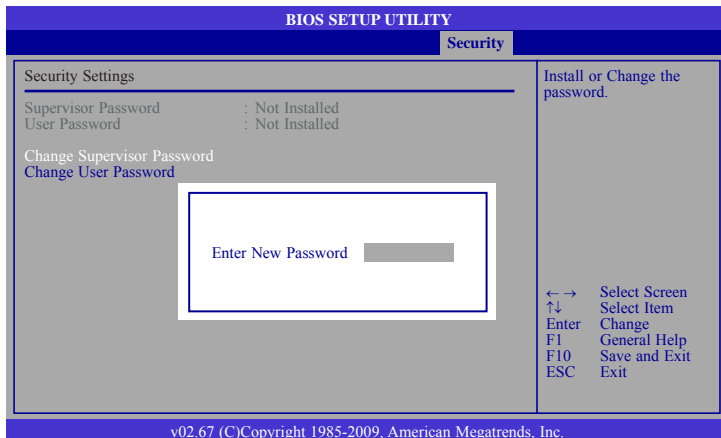 BIOS SETUP UTILITY
Security
Security Settings
Supervisor Password : Not Installed
User Password : Not Installed
Change Supervisor Password
Change User Password
Enter New Password
Install or Change the
password.
←→ Select Screen
↑↓ Select Item
Enter Change
F1 General Help
F10 Save and Exit
ESC Exit
v02.67 (C)Copyright 1985-2009, American Megatrends, Inc.